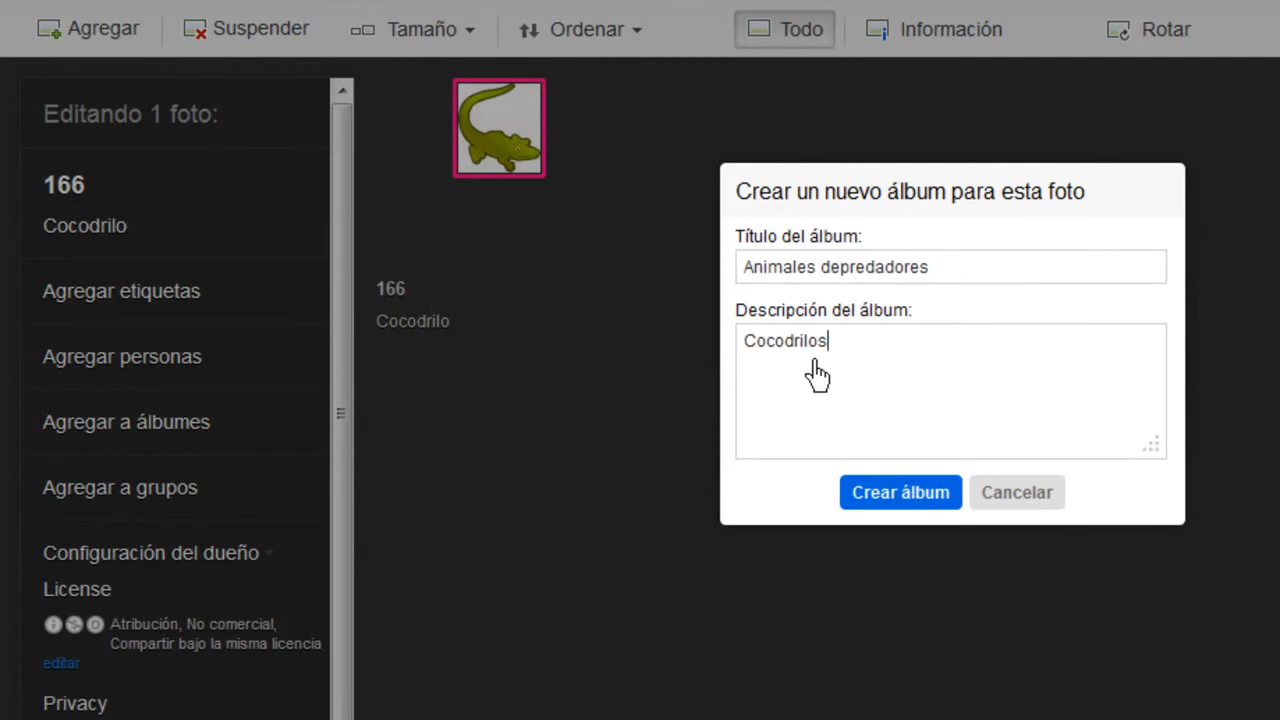 Agregar
Suspender
Tamaño
Ordenar
Todo
Información
Rotar
Editando 1 foto:
166
Cocodrilo
Agregar etiquetas
Agregar personas
Agregar a álbumes
Agregar a grupos
Configuración del dueño
License
Atribución, No comercial,
Compartir bajo la misma licencia
editar
Privacy
166
Cocodrilo
Crear un nuevo álbum para esta foto
Título del álbum:
Animales depredadores
Descripción del álbum:
Cocodrilos
Crear álbum
Cancelar